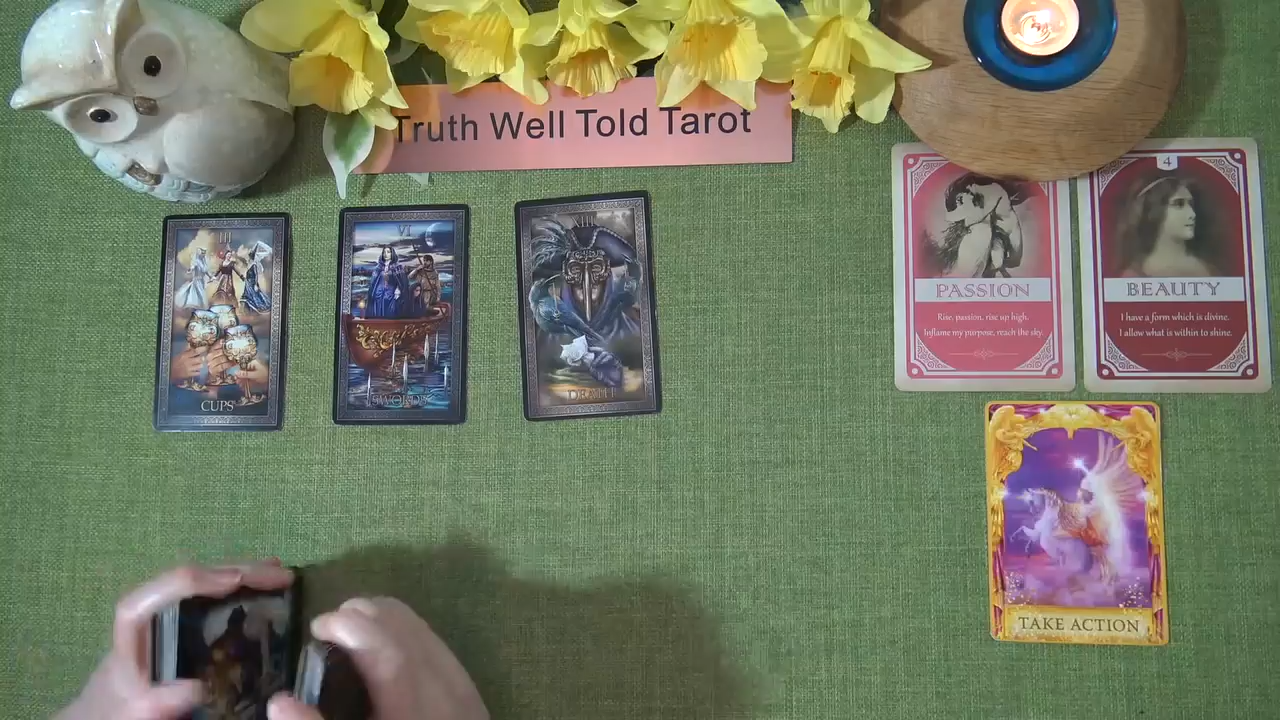 Truth Well Told Tarot
III
CUPS
VI
SWORDS
XIII
DEATH
PASSION
Rise, passion, rise up high.
Inflame my purpose, reach the sky.
4
BEAUTY
I have a form which is divine.
I allow what is within to shine.
TAKE ACTION